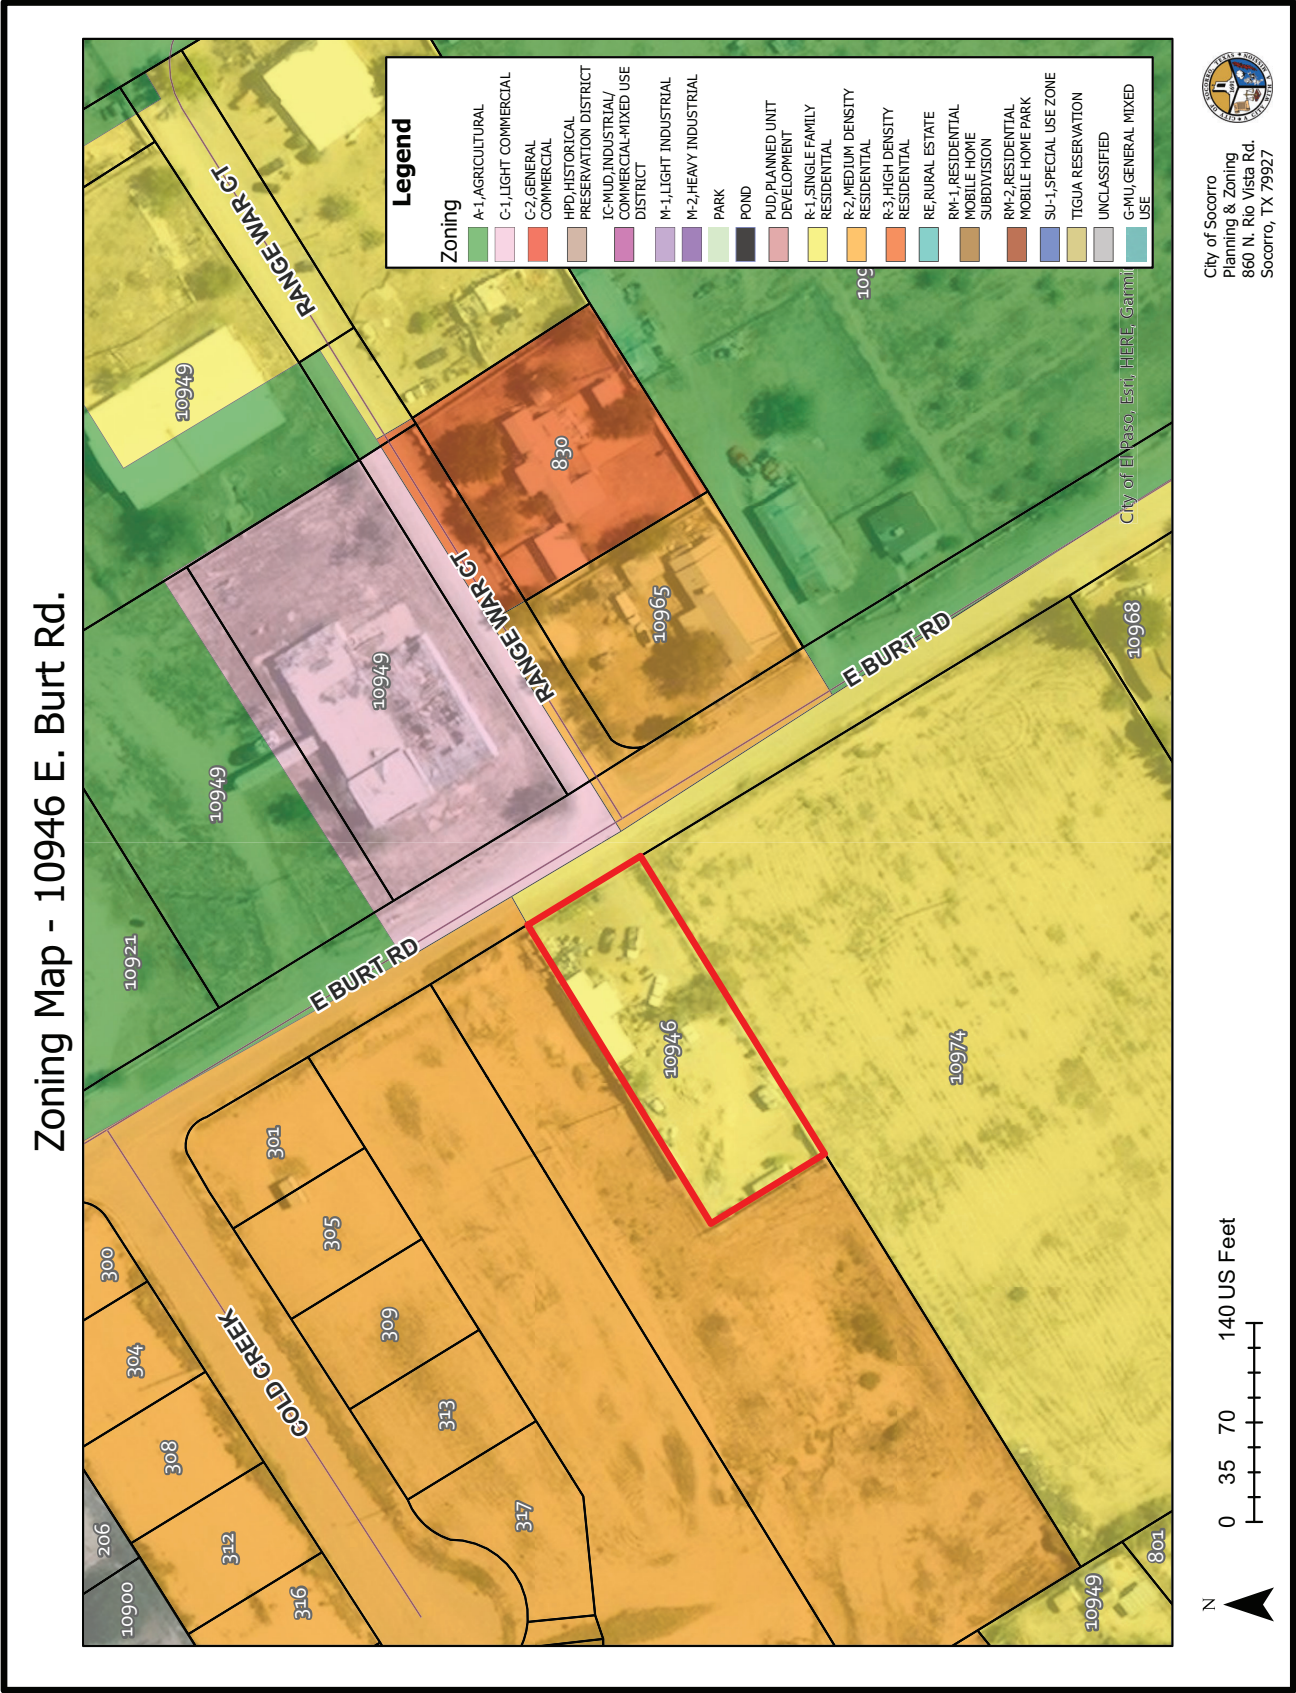 Zoning Map - 10946 E. Burt Rd.
Legend
Zoning
A-1,AGRICULTURAL
C-1,LIGHT COMMERCIAL
C-2,GENERAL
COMMERCIAL
HPD,HISTORICAL
PRESERVATION DISTRICT
IC-MUD,INDUSTRIAL/
COMMERCIAL-MIXED USE
DISTRICT
M-1,LIGHT INDUSTRIAL
M-2,HEAVY INDUSTRIAL
PARK
POND
PUD,PLANNED UNIT
DEVELOPMENT
R-1,SINGLE FAMILY
RESIDENTIAL
R-2,MEDIUM DENSITY
RESIDENTIAL
R-3,HIGH DENSITY
RESIDENTIAL
RE,RURAL ESTATE
RM-1,RESIDENTIAL
MOBILE HOME
SUBDIVISION
RM-2,RESIDENTIAL
MOBILE HOME PARK
SU-1,SPECIAL USE ZONE
TIGUA RESERVATION
UNCLASSIFIED
G-MU,GENERAL MIXED
USE
10900
206
300
304
308
312
316
301
305
309
313
317
COLD CREEK
E BURT RD
10921
10949
10949
10949
RANGE WAR CT
RANGE WAR CT
830
10965
E BURT RD
10946
10974
10968
10949
801
109
City of El Paso, Esri, HERE, Garmi
N
0 35 70 140 US Feet
City of Socorro
Planning & Zoning
860 N. Rio Vista Rd.
Socorro, TX 79927